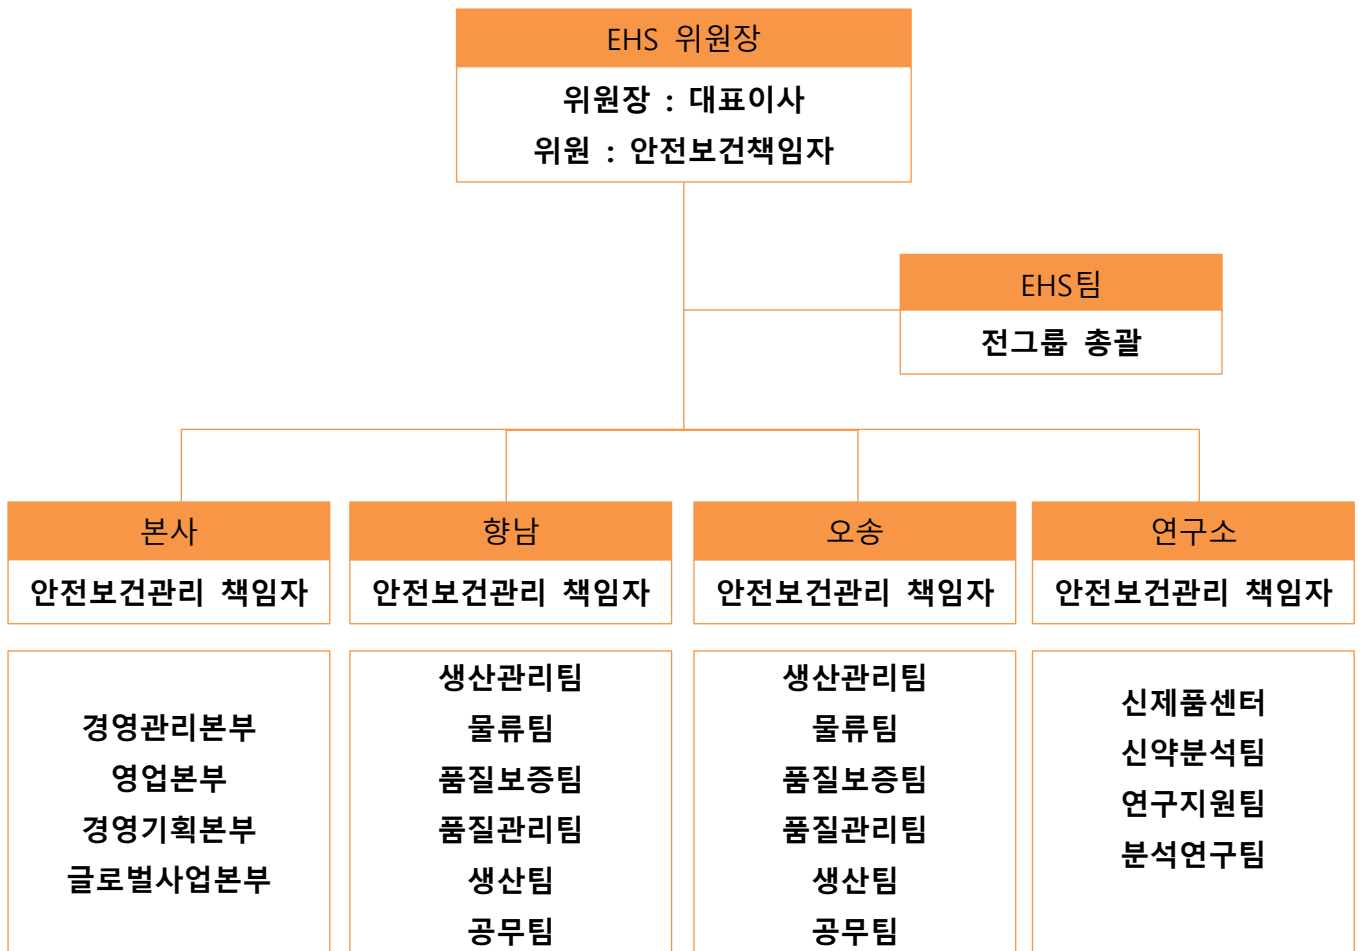 EHS 위원장
위원장 : 대표이사
위원 : 안전보건책임자
EHS팀
전그룹 총괄
본사
안전보건관리 책임자
경영관리본부
영업본부
경영기획본부
글로벌사업본부
향남
안전보건관리 책임자
생산관리팀
물류팀
품질보증팀
품질관리팀
생산팀
공무팀
오송
안전보건관리 책임자
생산관리팀
물류팀
품질보증팀
품질관리팀
생산팀
공무팀
연구소
안전보건관리 책임자
신제품센터
신약분석팀
연구지원팀
분석연구팀